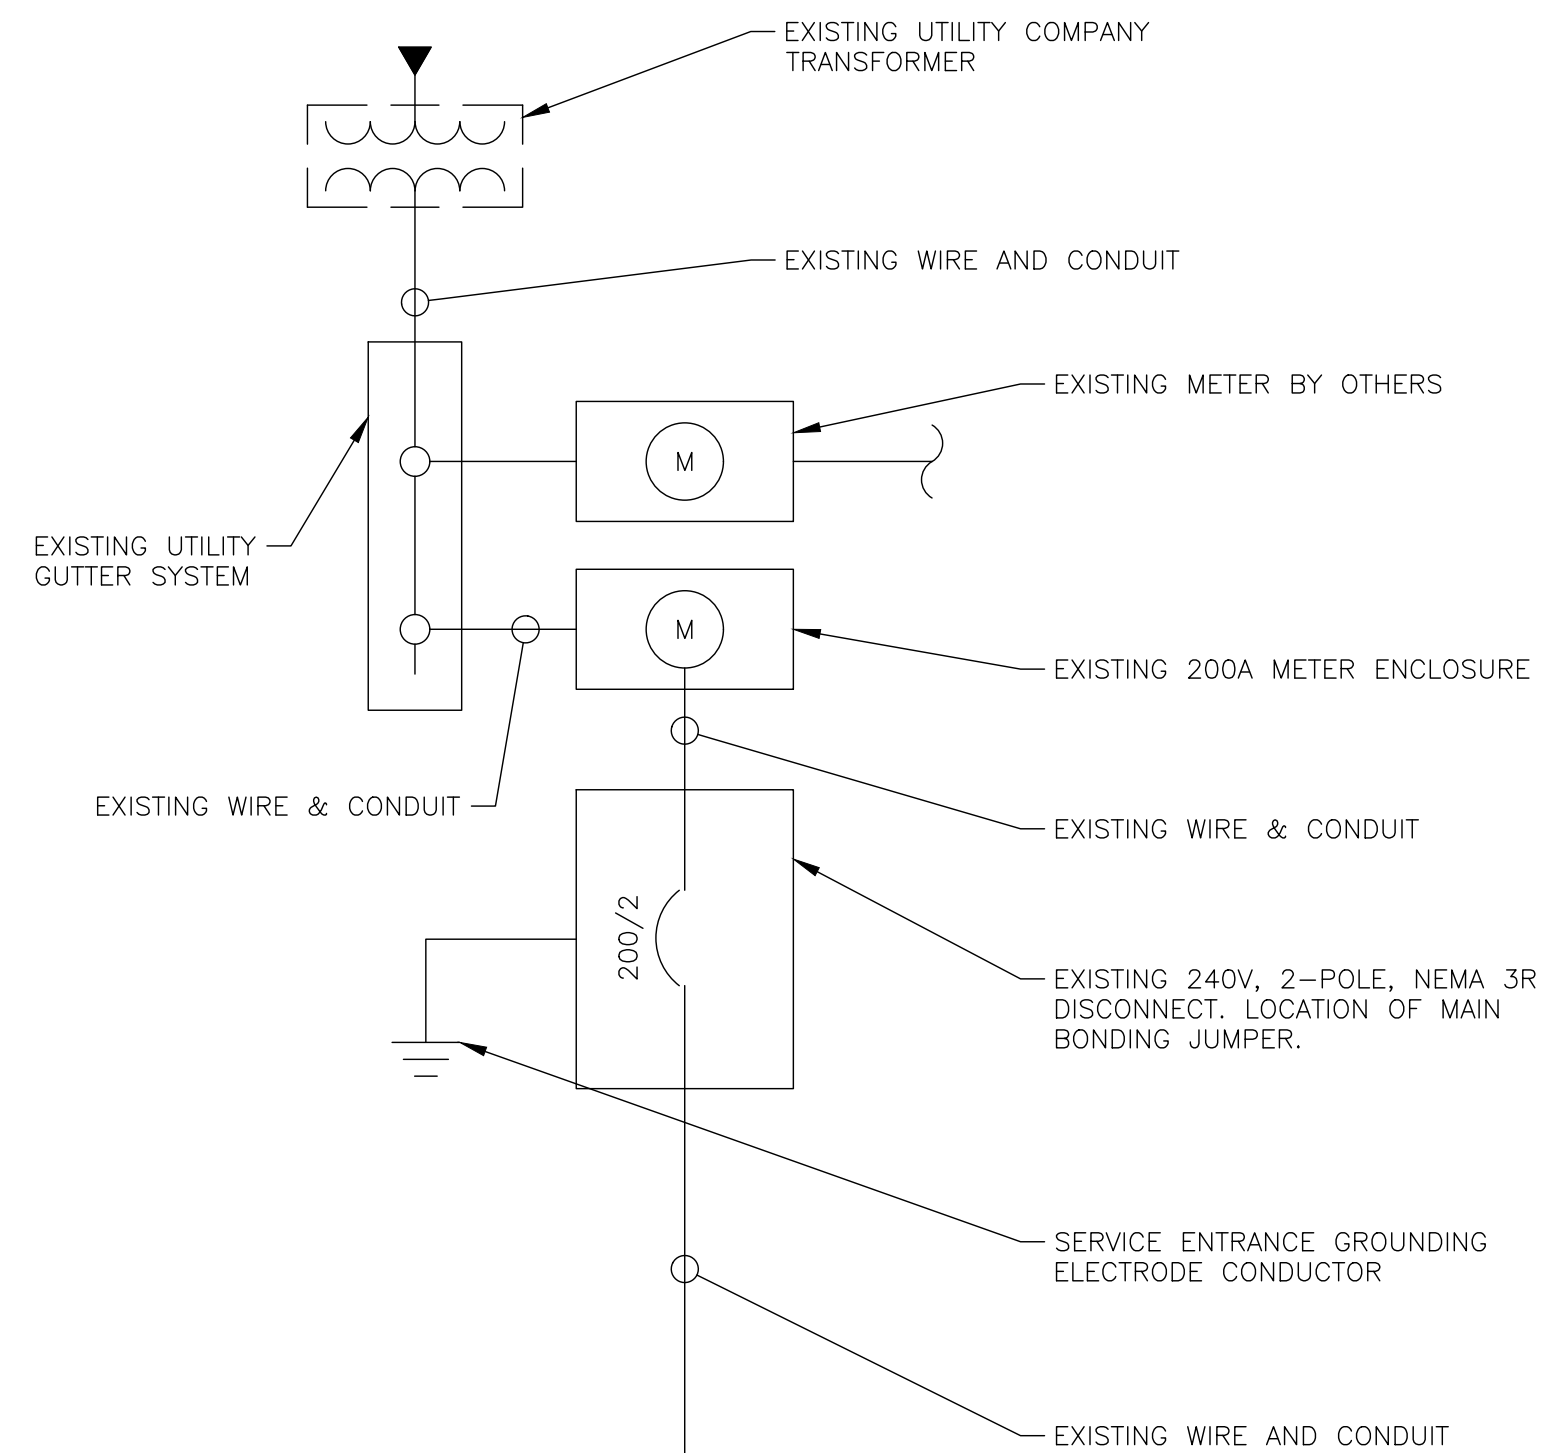 EXISTING UTILITY COMPANY
TRANSFORMER
EXISTING WIRE AND CONDUIT
EXISTING METER BY OTHERS
M
EXISTING UTILITY
GUTTER SYSTEM
M
EXISTING 200A METER ENCLOSURE
EXISTING WIRE & CONDUIT
EXISTING WIRE & CONDUIT
200/2
EXISTING 240V, 2-POLE, NEMA 3R
DISCONNECT. LOCATION OF MAIN
BONDING JUMPER.
SERVICE ENTRANCE GROUNDING
ELECTRODE CONDUCTOR
EXISTING WIRE AND CONDUIT